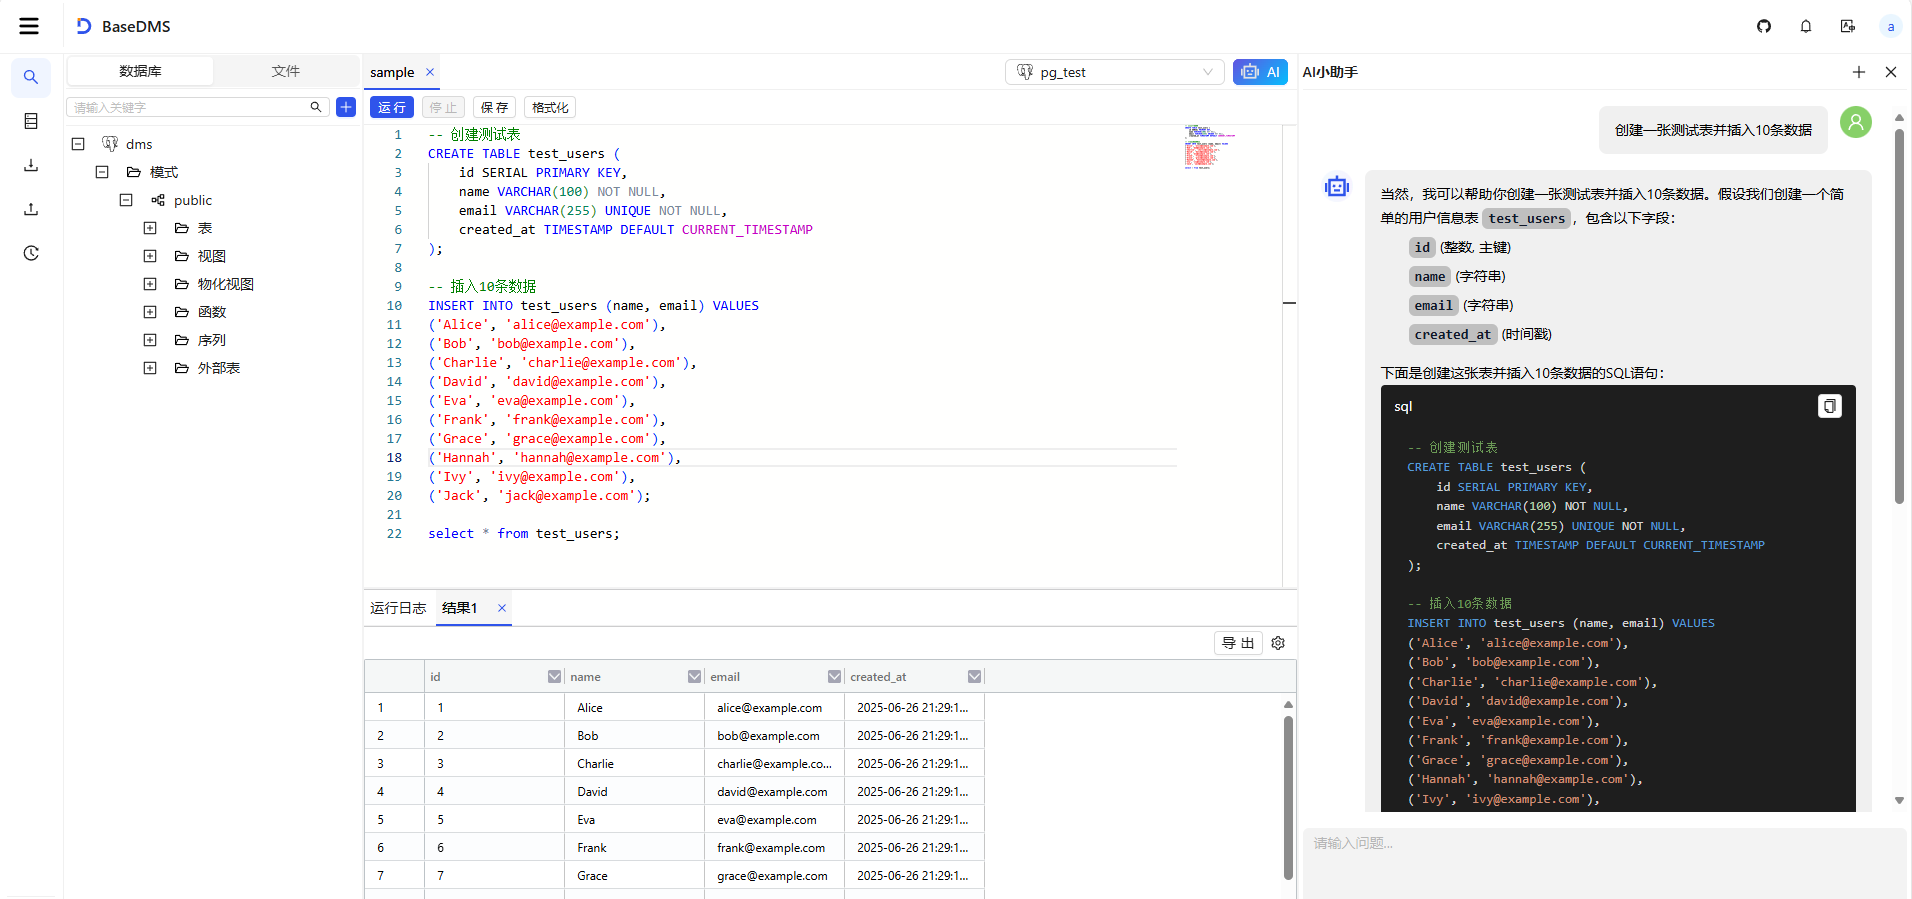 BaseDMS
a
数据库
文件
请输入关键字
dms
模式
public
表
视图
物化视图
函数
序列
外部表
sample
pg_test
AI
运行
停止
保存
格式化
1 -- 创建测试表
2 CREATE TABLE test_users (
3 id SERIAL PRIMARY KEY,
4 name VARCHAR(100) NOT NULL,
5 email VARCHAR(255) UNIQUE NOT NULL,
6 created_at TIMESTAMP DEFAULT CURRENT_TIMESTAMP
7 );
8
9 -- 插入10条数据
10 INSERT INTO test_users (name, email) VALUES
11 ('Alice', 'alice@example.com'),
12 ('Bob', 'bob@example.com'),
13 ('Charlie', 'charlie@example.com'),
14 ('David', 'david@example.com'),
15 ('Eva', 'eva@example.com'),
16 ('Frank', 'frank@example.com'),
17 ('Grace', 'grace@example.com'),
18 ('Hannah', 'hannah@example.com'),
19 ('Ivy', 'ivy@example.com'),
20 ('Jack', 'jack@example.com');
21
22 select * from test_users;
运行日志
结果1
导出
id name email created_at
1 1 Alice alice@example.com 2025-06-26 21:29:1...
2 2 Bob bob@example.com 2025-06-26 21:29:1...
3 3 Charlie charlie@example.co... 2025-06-26 21:29:1...
4 4 David david@example.com 2025-06-26 21:29:1...
5 5 Eva eva@example.com 2025-06-26 21:29:1...
6 6 Frank frank@example.com 2025-06-26 21:29:1...
7 7 Grace grace@example.com 2025-06-26 21:29:1...
AI小助手
创建一张测试表并插入10条数据
当然，我可以帮助你创建一张测试表并插入10条数据。假设我们创建一个简
单的用户信息表 test_users ，包含以下字段：
id (整数, 主键)
name (字符串)
email (字符串)
created_at (时间戳)
下面是创建这张表并插入10条数据的SQL语句：
sql
-- 创建测试表
CREATE TABLE test_users (
id SERIAL PRIMARY KEY,
name VARCHAR(100) NOT NULL,
email VARCHAR(255) UNIQUE NOT NULL,
created_at TIMESTAMP DEFAULT CURRENT_TIMESTAMP
);
-- 插入10条数据
INSERT INTO test_users (name, email) VALUES
('Alice', 'alice@example.com'),
('Bob', 'bob@example.com'),
('Charlie', 'charlie@example.com'),
('David', 'david@example.com'),
('Eva', 'eva@example.com'),
('Frank', 'frank@example.com'),
('Grace', 'grace@example.com'),
('Hannah', 'hannah@example.com'),
('Ivy', 'ivy@example.com'),
请输入问题...